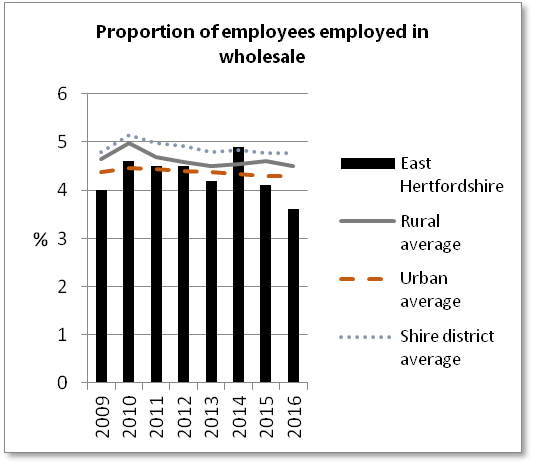 Proportion of employees employed in
wholesale
6
5
4
3
2
1
0
%
2009
2010
2011
2012
2013
2014
2015
2016
East
Hertfordshire
Rural
average
Urban
average
Shire district
average